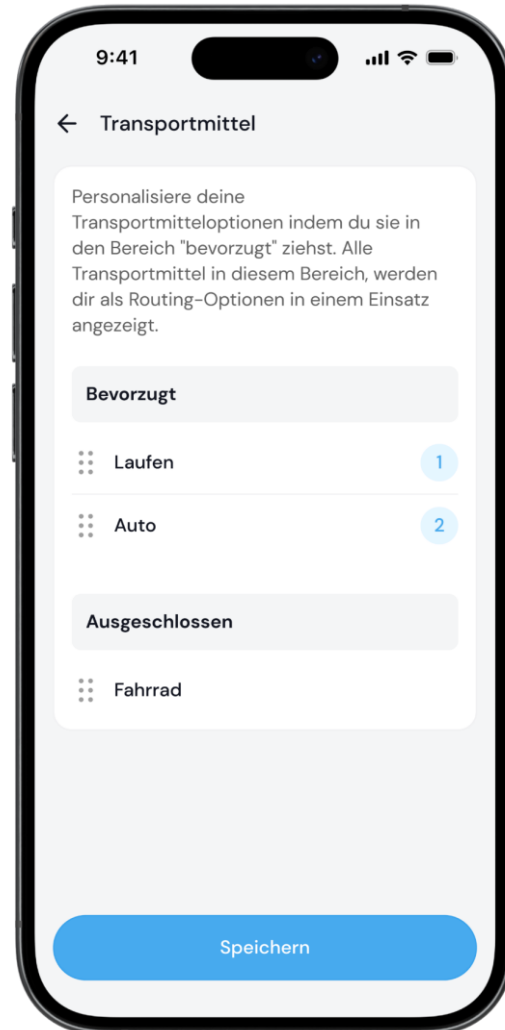 9:41
Transportmittel
Personalisiere deine
Transportmitteloptionen indem du sie in
den Bereich "bevorzugt" ziehst. Alle
Transportmittel in diesem Bereich, werden
dir als Routing-Optionen in einem Einsatz
angezeigt.
Bevorzugt
Laufen 1
Auto 2
Ausgeschlossen
Fahrrad
Speichern